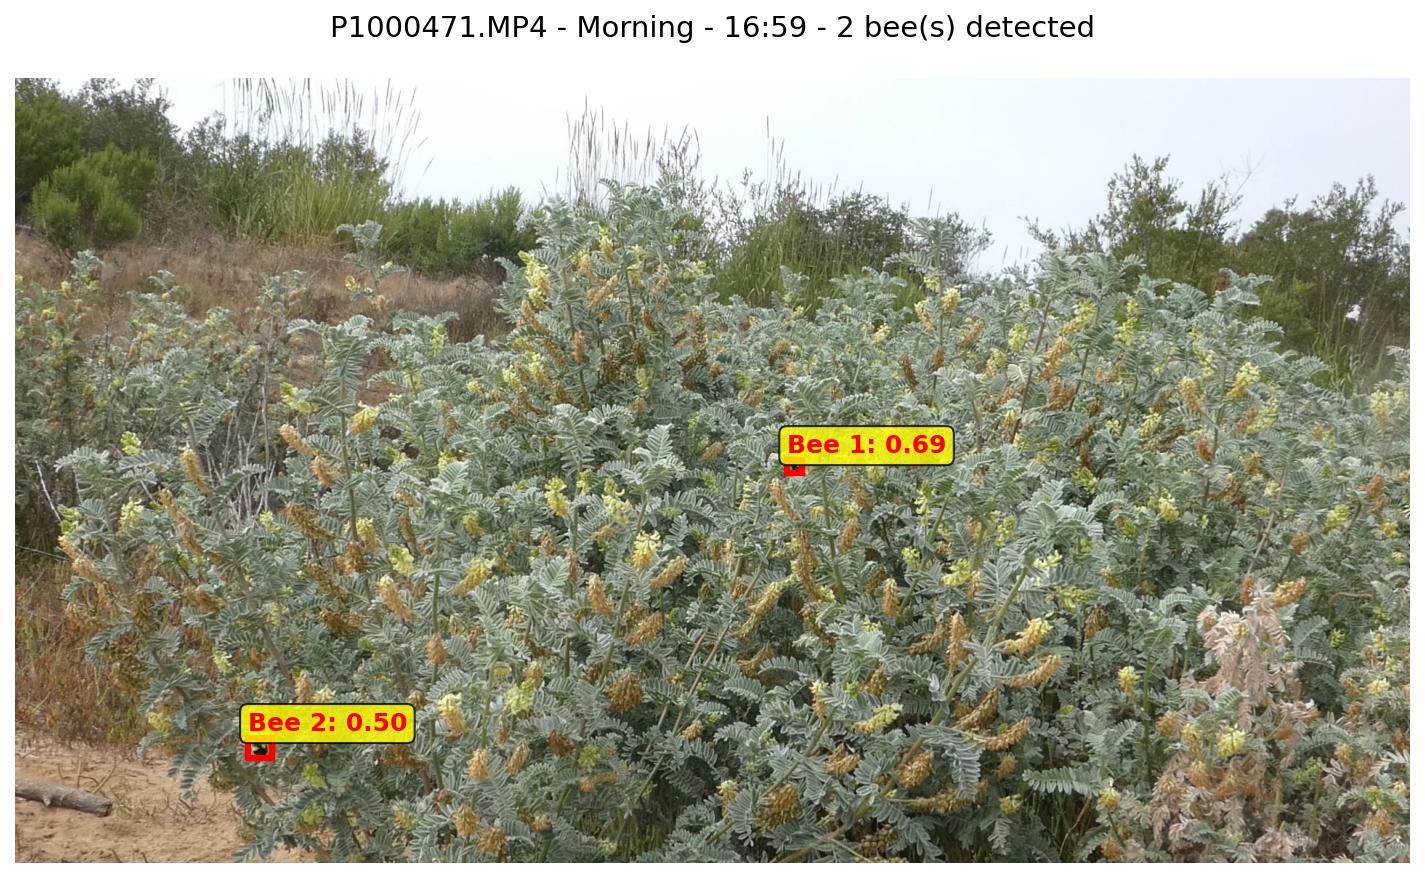 P1000471.MP4 - Morning - 16:59 - 2 bee(s) detected
Bee 1: 0.69
Bee 2: 0.50